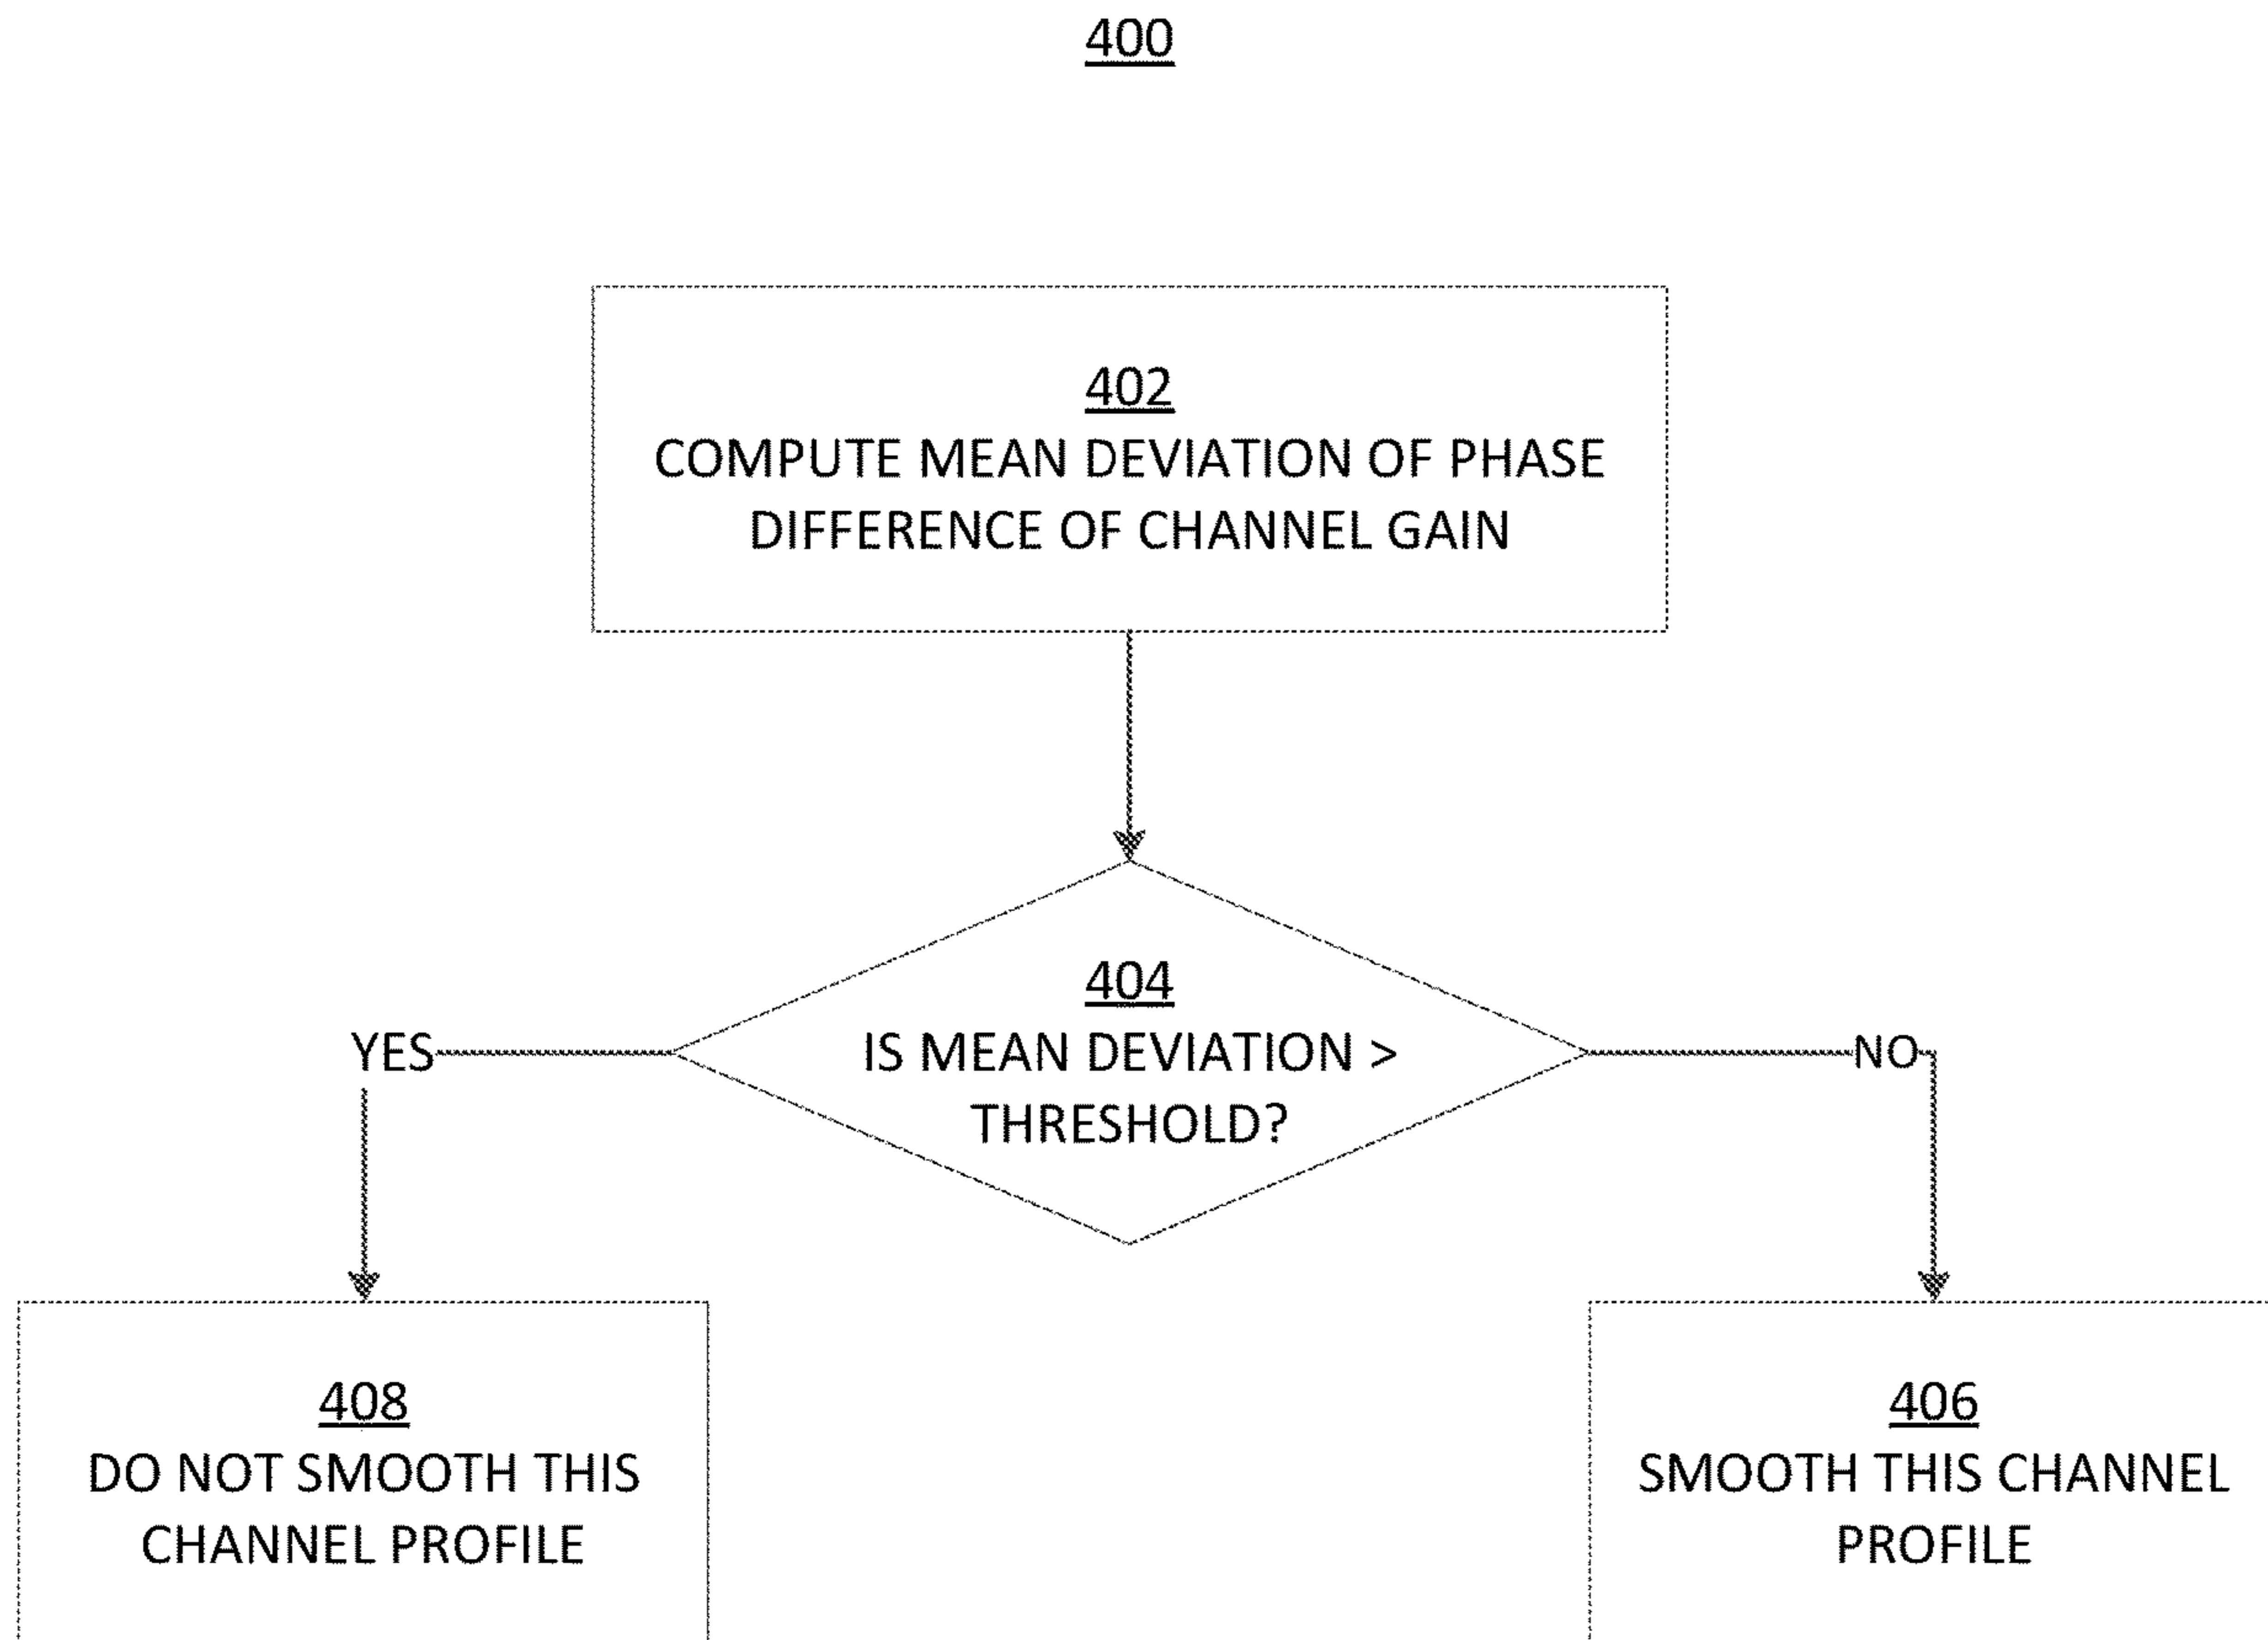 400
402
COMPUTE MEAN DEVIATION OF PHASE
DIFFERENCE OF CHANNEL GAIN
404
IS MEAN DEVIATION >
THRESHOLD?
YES
NO
408
DO NOT SMOOTH THIS
CHANNEL PROFILE
406
SMOOTH THIS CHANNEL
PROFILE